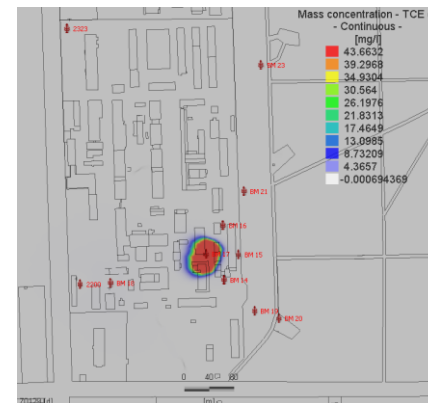 Mass concentration - TCE
- Continuous -
[mg/l]
43.6632
39.2968
34.9304
30.564
26.1976
21.8313
17.4649
13.0985
8.73209
4.3657
-0.000694369
2323
BM 23
BM 21
BM 16
BM 15
BM 14
2200
BM 20
0 40 80
[m]